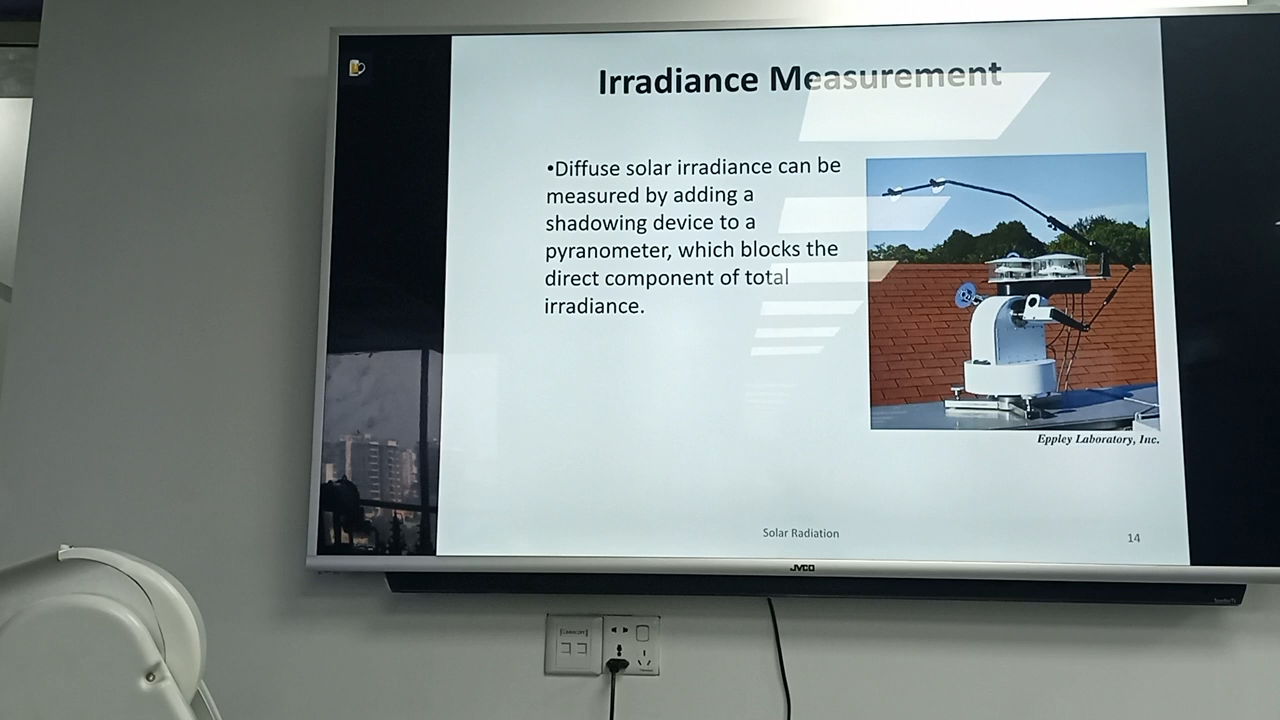 Irradiance Measurement
•Diffuse solar irradiance can be
measured by adding a
shadowing device to a
pyranometer, which blocks the
direct component of total
irradiance.
Eppley Laboratory, Inc.
Solar Radiation
14
JVCO